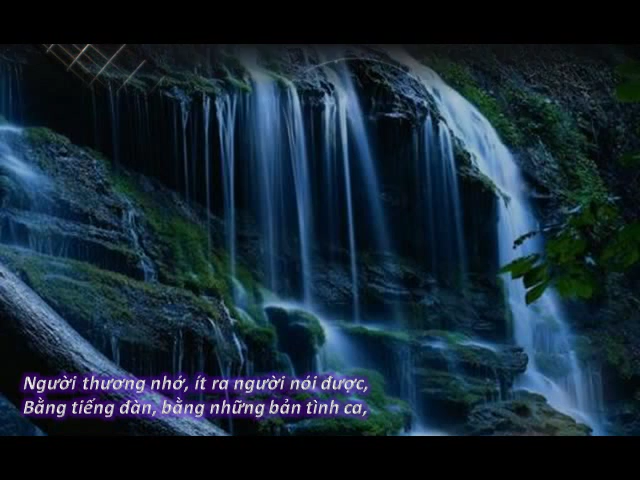 Người thương nhớ, ít ra người nói được,
Bằng tiếng đàn, bằng những bản tình ca,